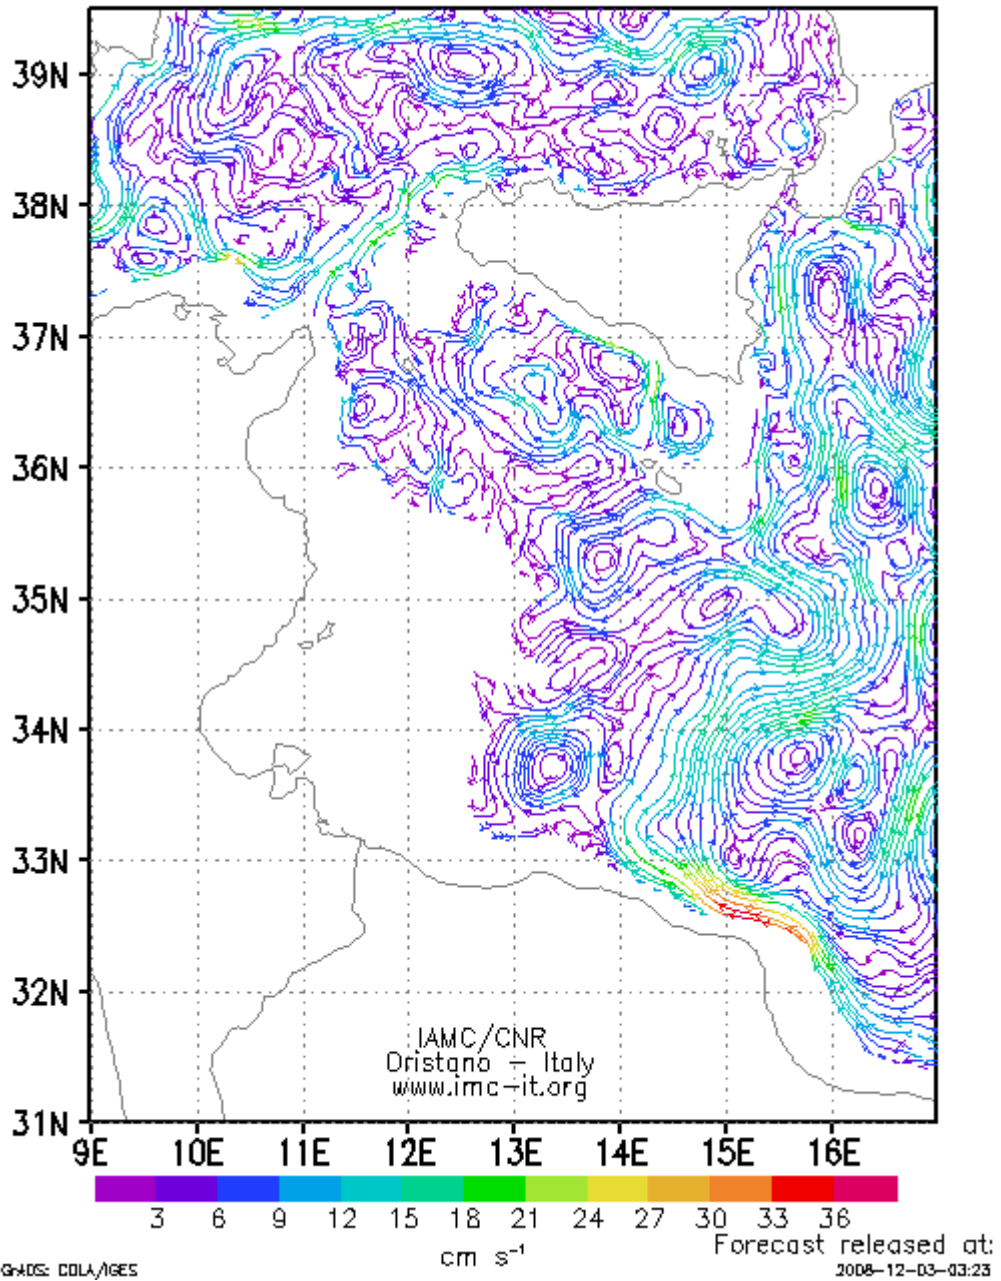 39N
38N
37N
36N
35N
34N
33N
32N
31N
IAMC/CNR
Oristano – Italy
www.imc-it.org
9E 10E 11E 12E 13E 14E 15E 16E
3 6 9 12 15 18 21 24 27 30 33 36
cm s⁻¹
Forecast released at:
GrADS: COLA/IGES
2008-12-03-03:23